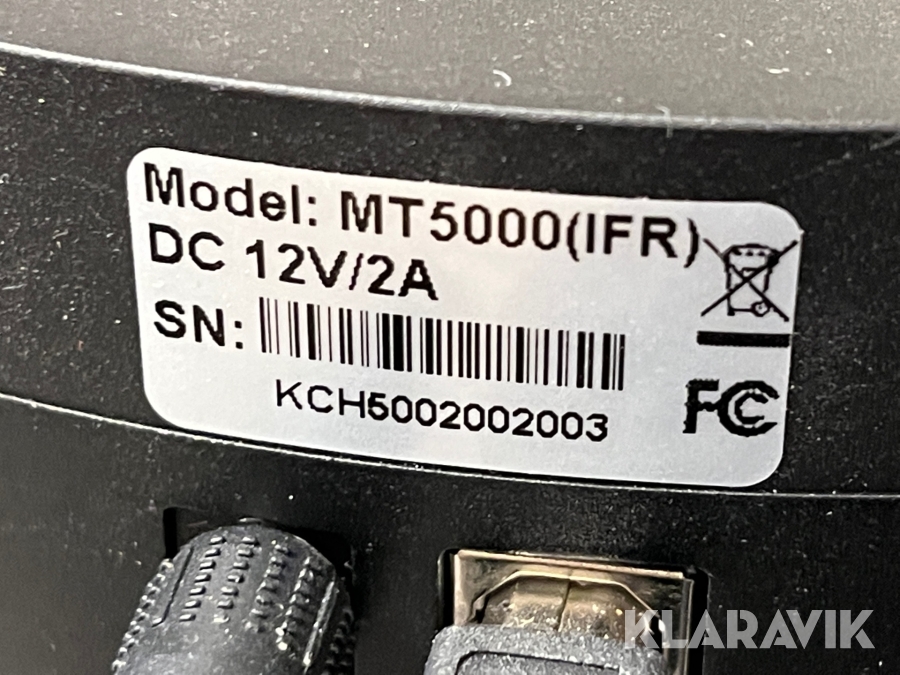 Model: MT5000(IFR)
DC 12V/2A
SN:
KCH5002002003
FC
KLARAVIK